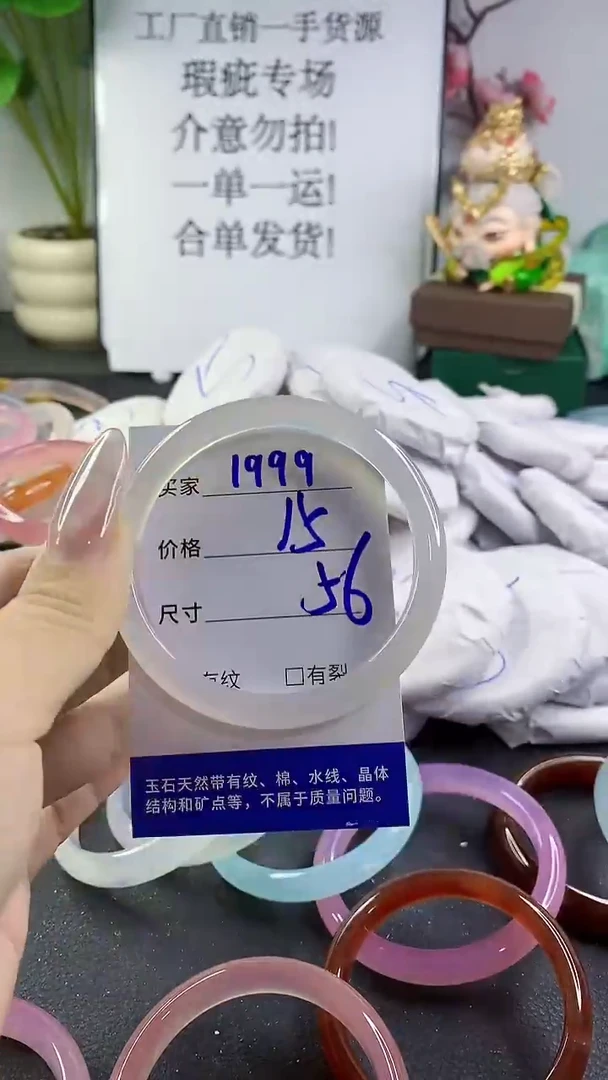 工厂直销一手货源
瑕疵专场
介意勿拍!
一单一运!
合单发货!
买家 1999
价格 15
尺寸 56
纹 □有裂
玉石天然带有纹、棉、水线、晶体
结构和矿点等，不属于质量问题。